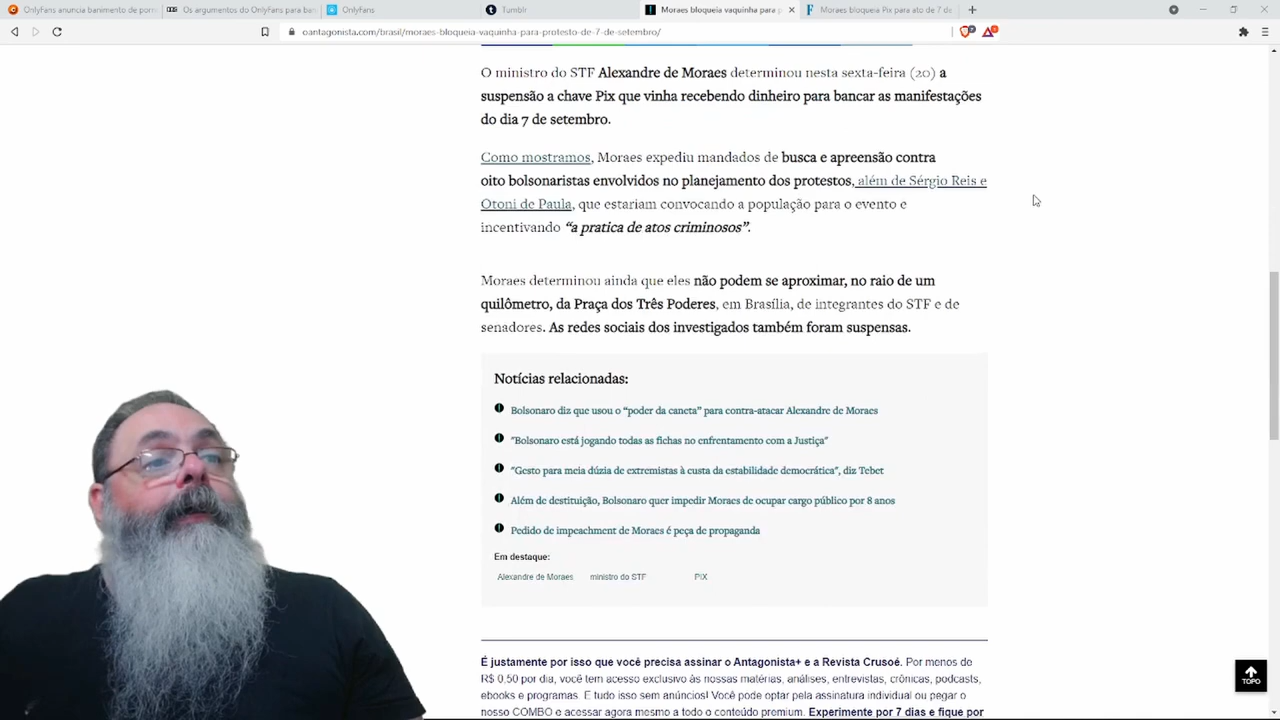 OnlyFans anuncia banimento de porn
Os argumentos do OnlyFans para ban
OnlyFans
Tumblr
Moraes bloqueia vaquinha para p
Moraes bloqueia Pix para ato de 7 de
oantagonista.com/brasil/moraes-bloqueia-vaquinha-para-protesto-de-7-de-setembro/
O ministro do STF Alexandre de Moraes determinou nesta sexta-feira (20) a
suspensão a chave Pix que vinha recebendo dinheiro para bancar as manifestações
do dia 7 de setembro.
Como mostramos, Moraes expediu mandados de busca e apreensão contra
oito bolsonaristas envolvidos no planejamento dos protestos, além de Sérgio Reis e
Otoni de Paula, que estariam convocando a população para o evento e
incentivando “a pratica de atos criminosos”.
Moraes determinou ainda que eles não podem se aproximar, no raio de um
quilômetro, da Praça dos Três Poderes, em Brasília, de integrantes do STF e de
senadores. As redes sociais dos investigados também foram suspensas.
Notícias relacionadas:
Bolsonaro diz que usou o “poder da caneta” para contra-atacar Alexandre de Moraes
"Bolsonaro está jogando todas as fichas no enfrentamento com a Justiça"
"Gesto para meia dúzia de extremistas à custa da estabilidade democrática", diz Tebet
Além de destituição, Bolsonaro quer impedir Moraes de ocupar cargo público por 8 anos
Pedido de impeachment de Moraes é peça de propaganda
Em destaque:
Alexandre de Moraes ministro do STF PIX
É justamente por isso que você precisa assinar o Antagonista+ e a Revista Crusoé. Por menos de
R$ 0,50 por dia, você tem acesso exclusivo às nossas matérias, análises, entrevistas, crônicas, podcasts,
ebooks e programas. E tudo isso sem anúncios! Você pode optar pela assinatura individual ou pegar o
nosso COMBO e acessar agora mesmo a todo o conteúdo premium. Experimente por 7 dias e fique por
TOPO